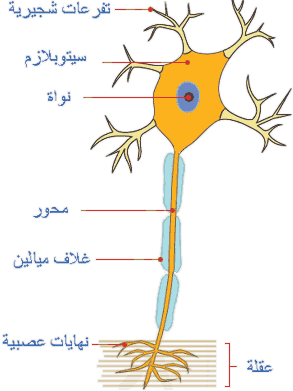 تفرعات شجيرية
سيتوبلازم
نواة
محور
غلاف ميالين
نهايات عصبية
عقلة